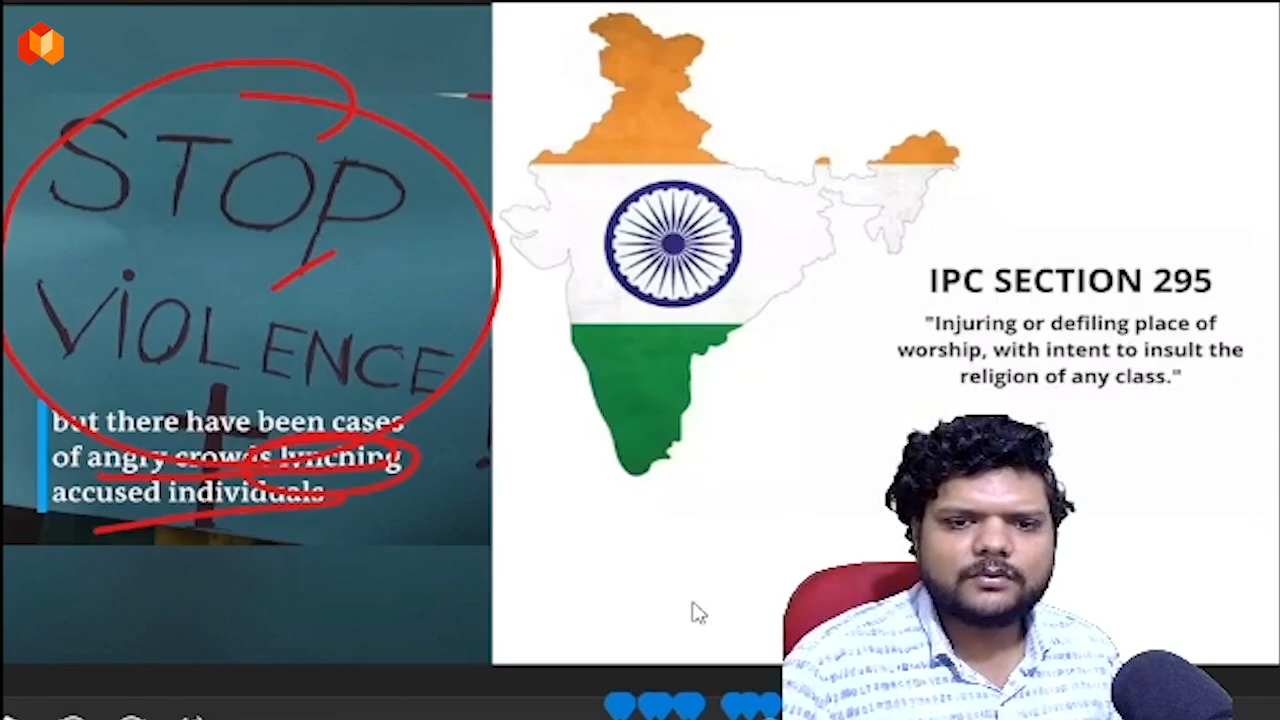 STOP
VIOLENCE
but there have been cases
of angry crowds lynching
accused individuals
IPC SECTION 295
"Injuring or defiling place of
worship, with intent to insult the
religion of any class."